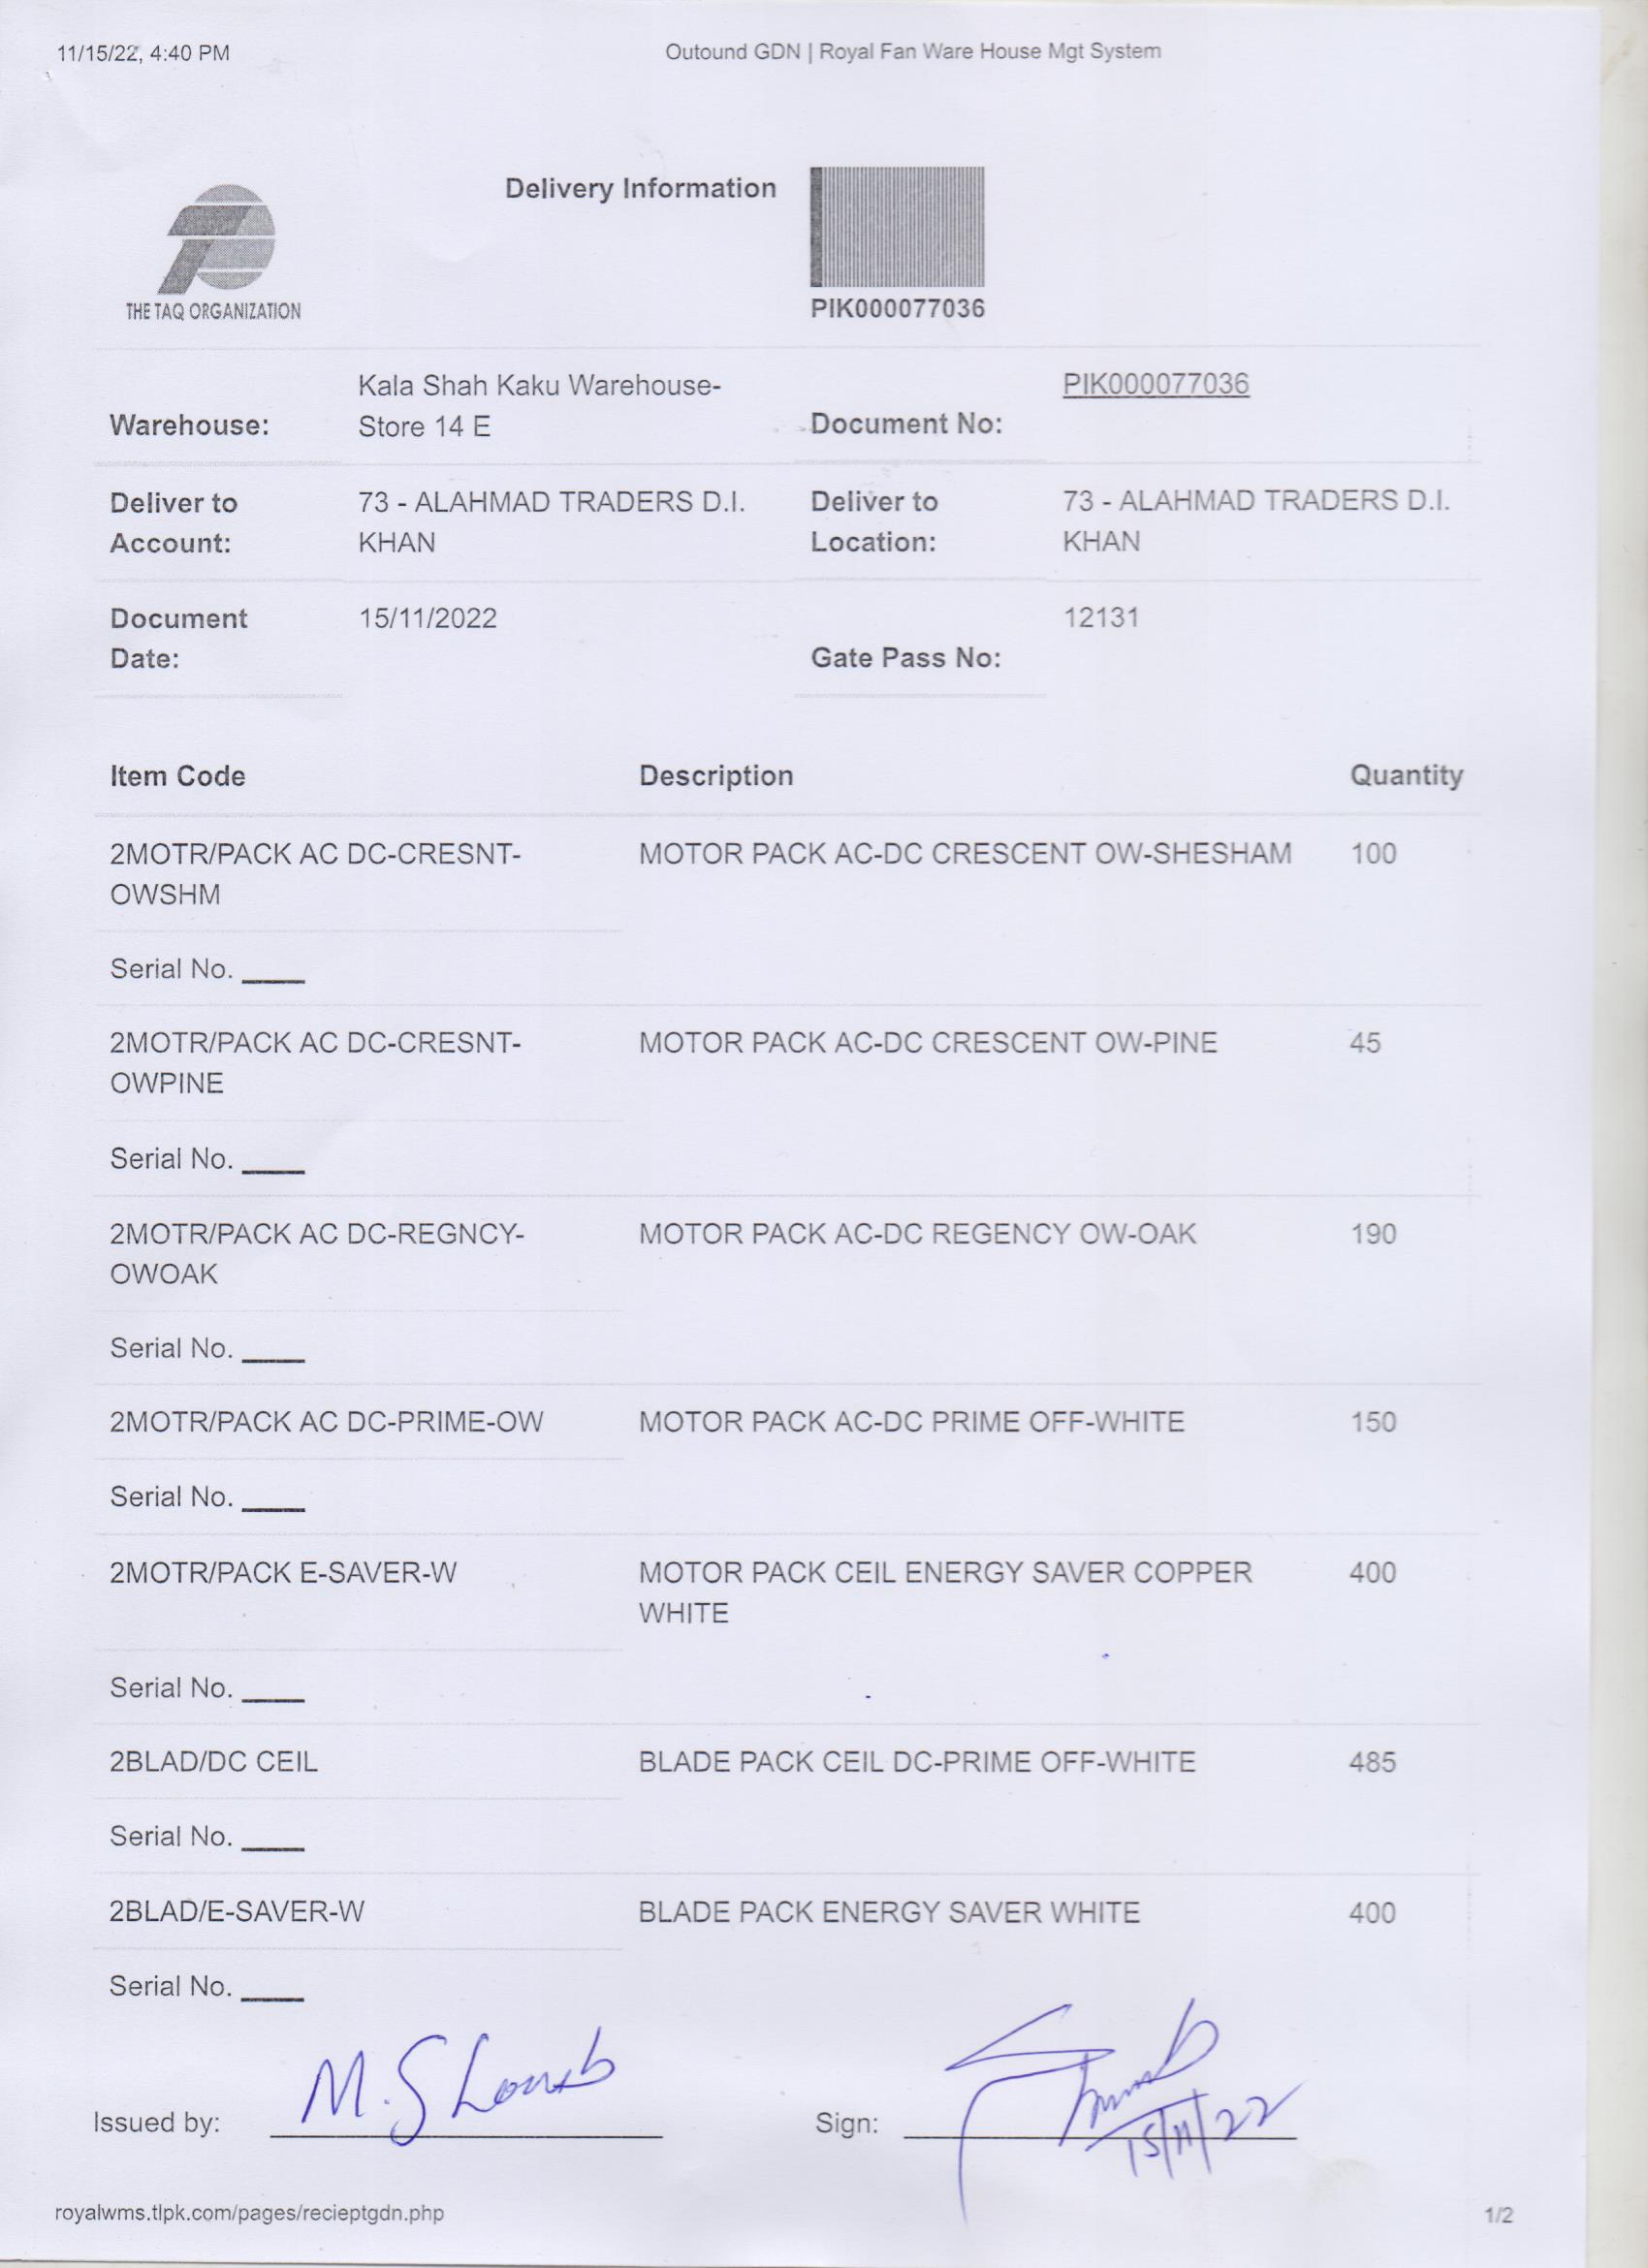 11/15/22, 4:40 PM
Outound GDN | Royal Fan Ware House Mgt System
Delivery Information
THE TAQ ORGANIZATION
PIK000077036
Kala Shah Kaku Warehouse-
PIK000077036
Warehouse:
Store 14 E
Document No:
Deliver to
73 - ALAHMAD TRADERS D.I.
Deliver to
73 - ALAHMAD TRADERS D.I.
Account:
KHAN
Location:
KHAN
Document
15/11/2022
12131
Date:
Gate Pass No:
Item Code
Description
Quantity
2MOTR/PACK AC DC-CRESNT-
MOTOR PACK AC-DC CRESCENT OW-SHESHAM
100
OWSHM
Serial No. ____
2MOTR/PACK AC DC-CRESNT-
MOTOR PACK AC-DC CRESCENT OW-PINE
45
OWPINE
Serial No. ____
2MOTR/PACK AC DC-REGNCY-
MOTOR PACK AC-DC REGENCY OW-OAK
190
OWOAK
Serial No. ____
2MOTR/PACK AC DC-PRIME-OW
MOTOR PACK AC-DC PRIME OFF-WHITE
150
Serial No. ____
2MOTR/PACK E-SAVER-W
MOTOR PACK CEIL ENERGY SAVER COPPER
400
WHITE
Serial No. ____
2BLAD/DC CEIL
BLADE PACK CEIL DC-PRIME OFF-WHITE
485
Serial No. ____
2BLAD/E-SAVER-W
BLADE PACK ENERGY SAVER WHITE
400
Serial No. ____
Issued by:
M.
Sign:
15/11/22
royalwms.tlpk.com/pages/recieptgdn.php
1/2